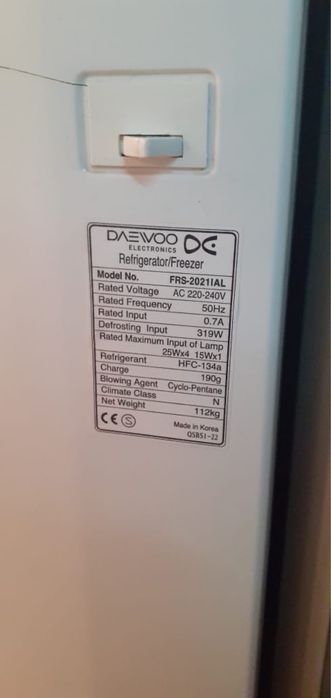 DAEWOO
ELECTRONICS
Refrigerator/Freezer
Model No. FRS-2021IAL
Rated Voltage AC 220-240V
Rated Frequency 50Hz
Rated Input 0.7A
Defrosting Input 319W
Rated Maximum Input of Lamp
25Wx4 15Wx1
Refrigerant HFC-134a
Charge 190g
Blowing Agent Cyclo-Pentane
Climate Class N
Net Weight 112kg
CE S
Made in Korea
QSBS1-22